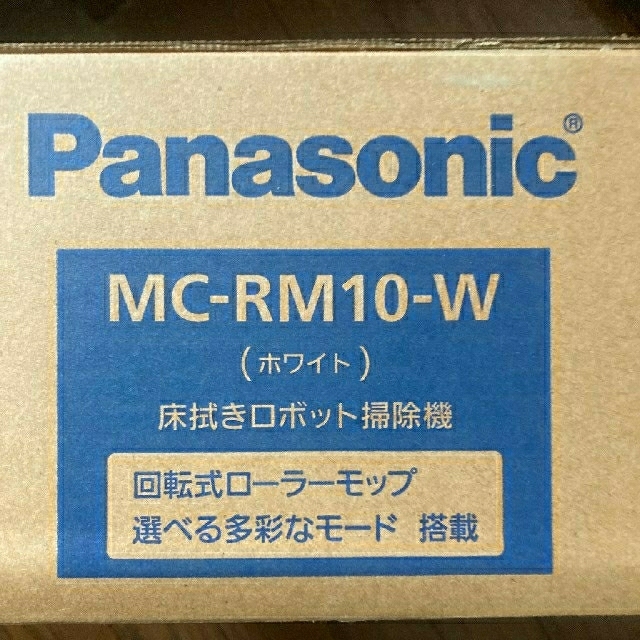 Panasonic®
MC-RM10-W
(ホワイト)
床拭きロボット掃除機
回転式ローラーモップ
選べる多彩なモード 搭載